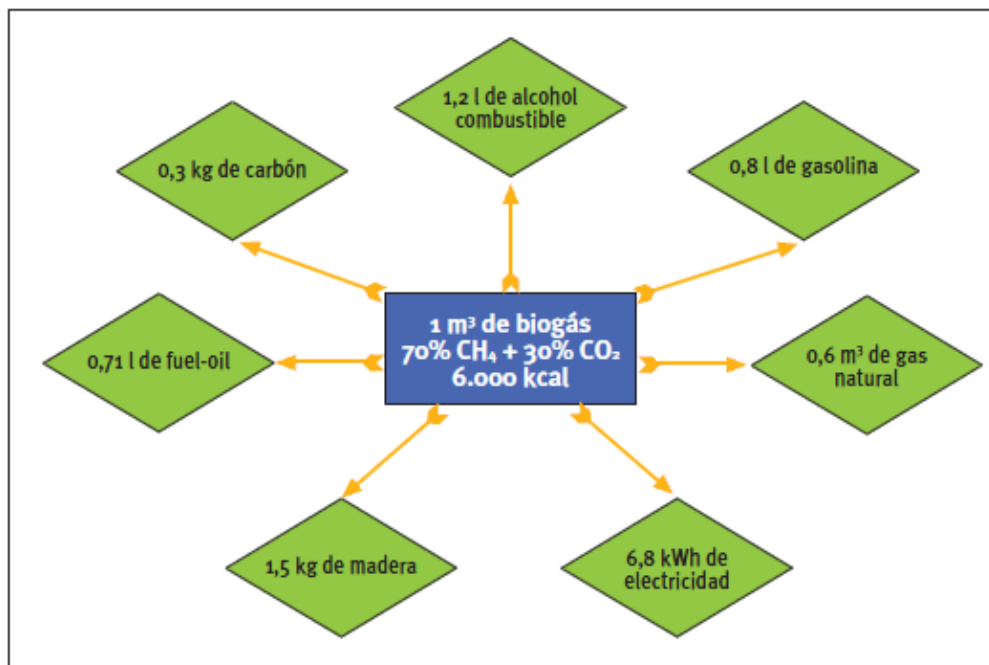 1,2 l de alcohol
combustible
0,3 kg de carbón
0,8 l de gasolina
1 m³ de biogás
70% CH₄ + 30% CO₂
6.000 kcal
0,71 l de fuel-oil
0,6 m³ de gas
natural
1,5 kg de madera
6,8 kWh de
electricidad